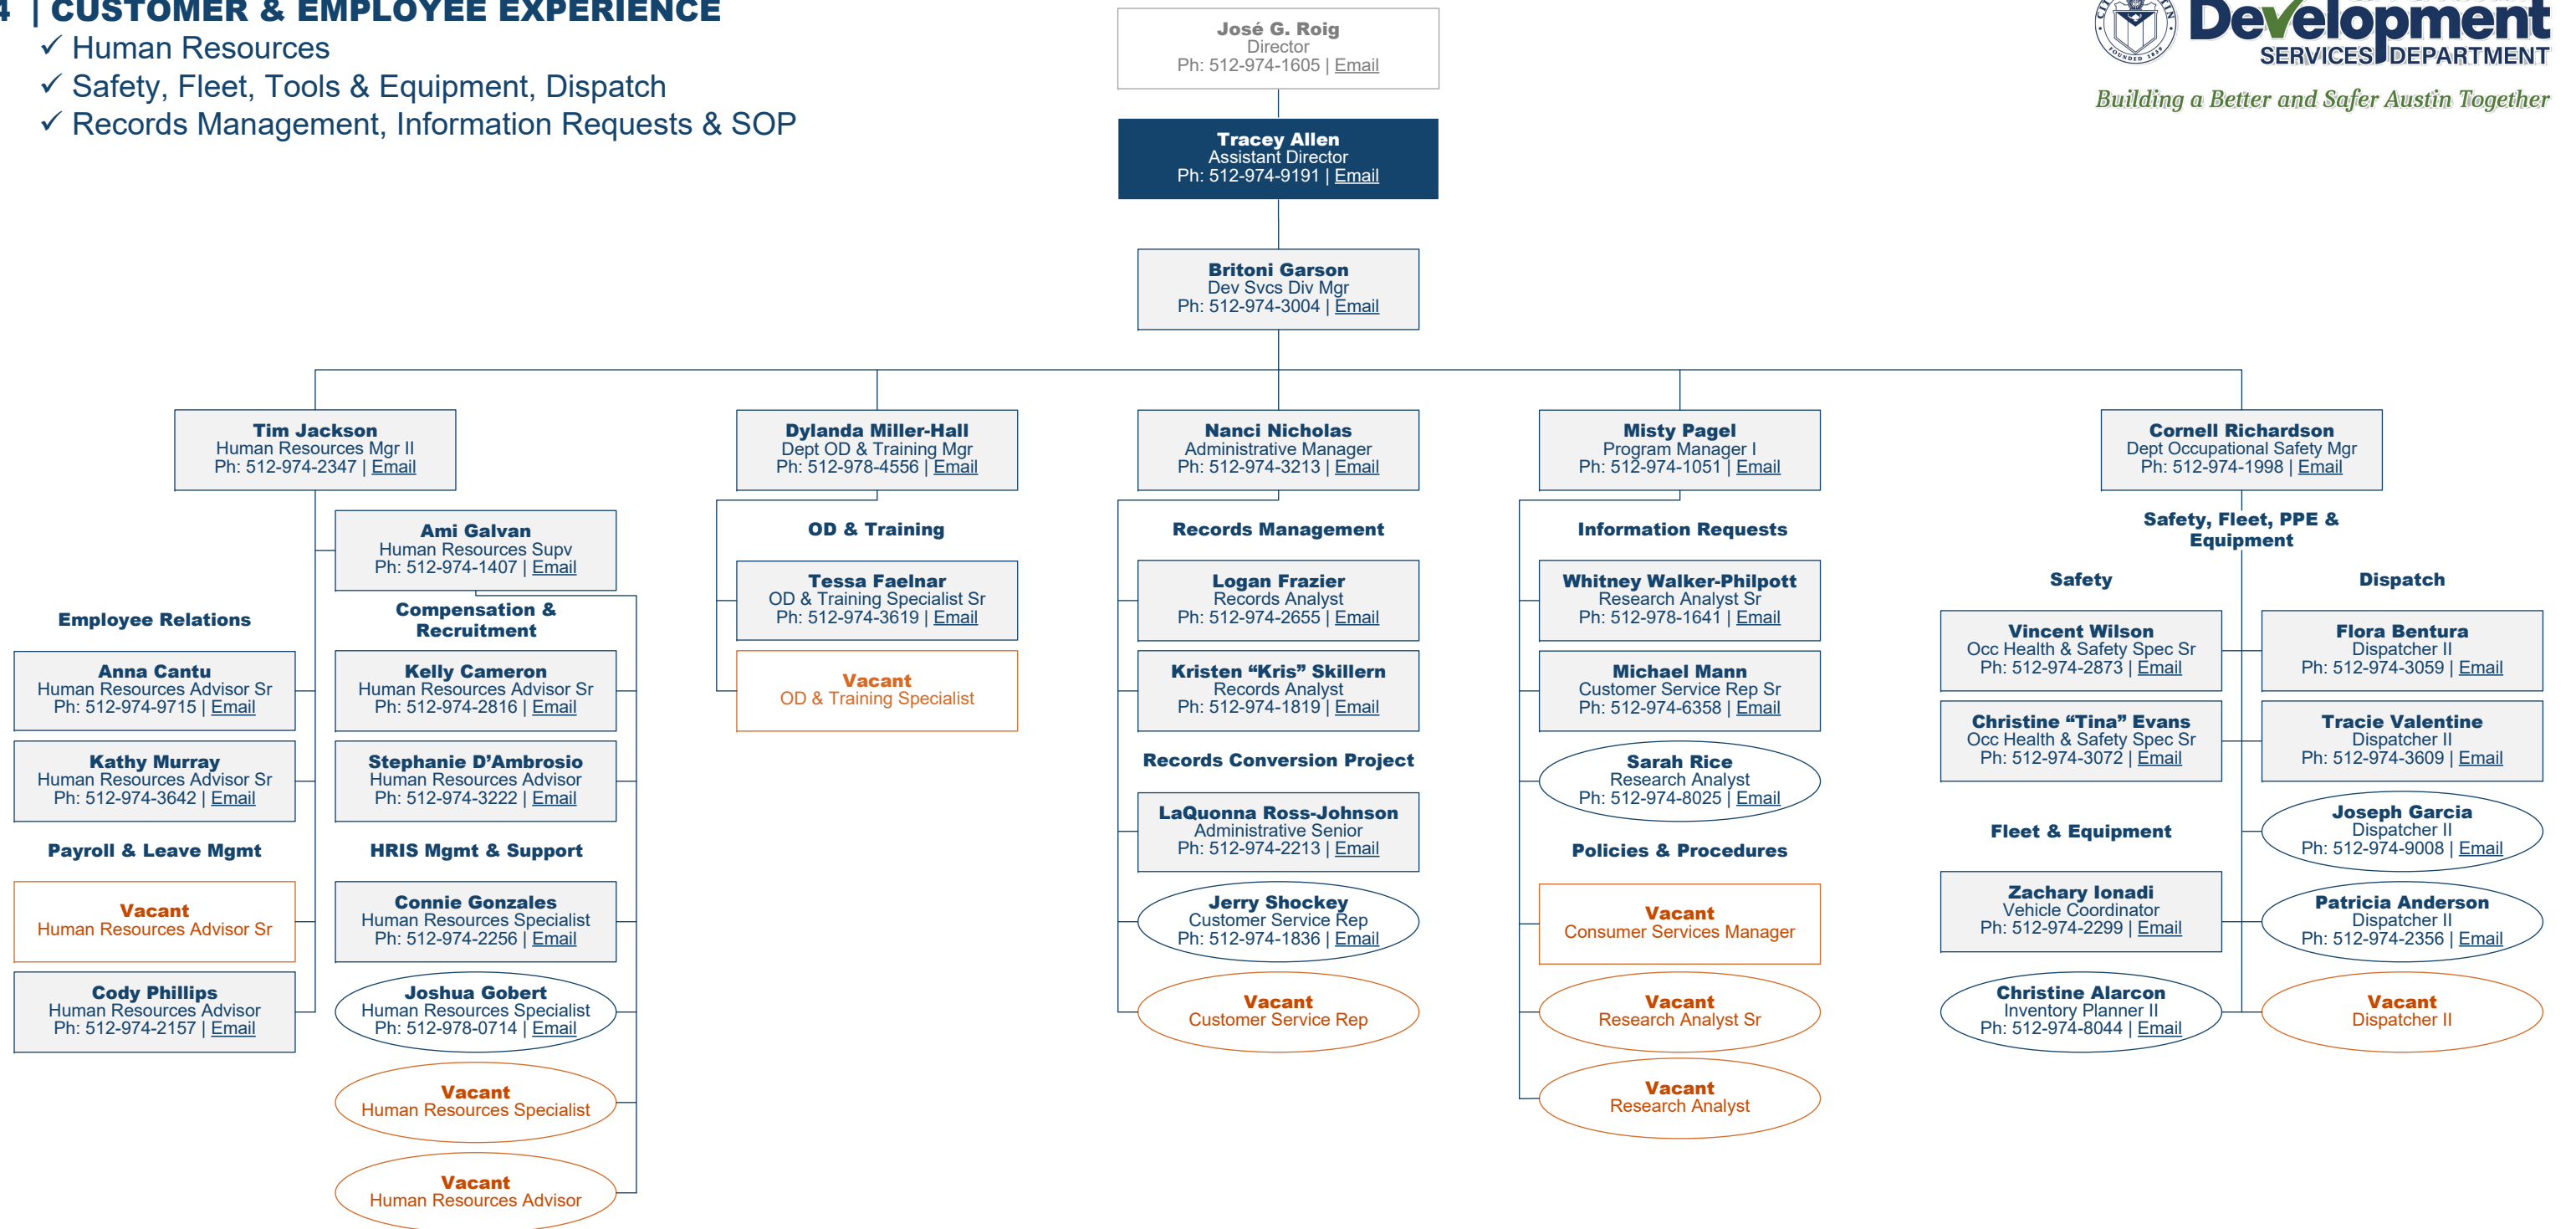 4 | CUSTOMER & EMPLOYEE EXPERIENCE
✓ Human Resources
✓ Safety, Fleet, Tools & Equipment, Dispatch
✓ Records Management, Information Requests & SOP
Development
SERVICES DEPARTMENT
Building a Better and Safer Austin Together
FOUNDED 1839
José G. Roig
Director
Ph: 512-974-1605 | Email
Tracey Allen
Assistant Director
Ph: 512-974-9191 | Email
Britoni Garson
Dev Svcs Div Mgr
Ph: 512-974-3004 | Email
Tim Jackson
Human Resources Mgr II
Ph: 512-974-2347 | Email
Ami Galvan
Human Resources Supv
Ph: 512-974-1407 | Email
Employee Relations
Anna Cantu
Human Resources Advisor Sr
Ph: 512-974-9715 | Email
Kathy Murray
Human Resources Advisor Sr
Ph: 512-974-3642 | Email
Payroll & Leave Mgmt
Vacant
Human Resources Advisor Sr
Cody Phillips
Human Resources Advisor
Ph: 512-974-2157 | Email
Compensation &
Recruitment
Kelly Cameron
Human Resources Advisor Sr
Ph: 512-974-2816 | Email
Stephanie D’Ambrosio
Human Resources Advisor
Ph: 512-974-3222 | Email
HRIS Mgmt & Support
Connie Gonzales
Human Resources Specialist
Ph: 512-974-2256 | Email
Joshua Gobert
Human Resources Specialist
Ph: 512-978-0714 | Email
Vacant
Human Resources Specialist
Vacant
Human Resources Advisor
Dylanda Miller-Hall
Dept OD & Training Mgr
Ph: 512-978-4556 | Email
OD & Training
Tessa Faelnar
OD & Training Specialist Sr
Ph: 512-974-3619 | Email
Vacant
OD & Training Specialist
Nanci Nicholas
Administrative Manager
Ph: 512-974-3213 | Email
Records Management
Logan Frazier
Records Analyst
Ph: 512-974-2655 | Email
Kristen “Kris” Skillern
Records Analyst
Ph: 512-974-1819 | Email
Records Conversion Project
LaQuonna Ross-Johnson
Administrative Senior
Ph: 512-974-2213 | Email
Jerry Shockey
Customer Service Rep
Ph: 512-974-1836 | Email
Vacant
Customer Service Rep
Misty Pagel
Program Manager I
Ph: 512-974-1051 | Email
Information Requests
Whitney Walker-Philpott
Research Analyst Sr
Ph: 512-978-1641 | Email
Michael Mann
Customer Service Rep Sr
Ph: 512-974-6358 | Email
Sarah Rice
Research Analyst
Ph: 512-974-8025 | Email
Policies & Procedures
Vacant
Consumer Services Manager
Vacant
Research Analyst Sr
Vacant
Research Analyst
Cornell Richardson
Dept Occupational Safety Mgr
Ph: 512-974-1998 | Email
Safety, Fleet, PPE &
Equipment
Safety
Vincent Wilson
Occ Health & Safety Spec Sr
Ph: 512-974-2873 | Email
Christine “Tina” Evans
Occ Health & Safety Spec Sr
Ph: 512-974-3072 | Email
Fleet & Equipment
Zachary Ionadi
Vehicle Coordinator
Ph: 512-974-2299 | Email
Christine Alarcon
Inventory Planner II
Ph: 512-974-8044 | Email
Dispatch
Flora Bentura
Dispatcher II
Ph: 512-974-3059 | Email
Tracie Valentine
Dispatcher II
Ph: 512-974-3609 | Email
Joseph Garcia
Dispatcher II
Ph: 512-974-9008 | Email
Patricia Anderson
Dispatcher II
Ph: 512-974-2356 | Email
Vacant
Dispatcher II